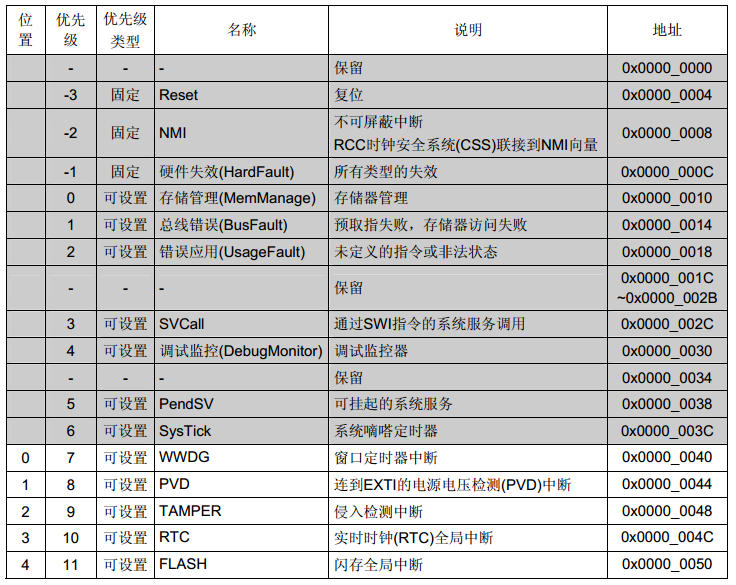 位置 优先级 优先级类型 名称 说明 地址
- - - 保留 0x0000_0000
-3 固定 Reset 复位 0x0000_0004
-2 固定 NMI 不可屏蔽中断 RCC时钟安全系统(CSS)联接到NMI向量 0x0000_0008
-1 固定 硬件失效(HardFault) 所有类型的失效 0x0000_000C
0 可设置 存储管理(MemManage) 存储器管理 0x0000_0010
1 可设置 总线错误(BusFault) 预取指失败，存储器访问失败 0x0000_0014
2 可设置 错误应用(UsageFault) 未定义的指令或非法状态 0x0000_0018
- - - 保留 0x0000_001C ~0x0000_002B
3 可设置 SVCall 通过SWI指令的系统服务调用 0x0000_002C
4 可设置 调试监控(DebugMonitor) 调试监控器 0x0000_0030
- - - 保留 0x0000_0034
5 可设置 PendSV 可挂起的系统服务 0x0000_0038
6 可设置 SysTick 系统嘀嗒定时器 0x0000_003C
0 7 可设置 WWDG 窗口定时器中断 0x0000_0040
1 8 可设置 PVD 连到EXTI的电源电压检测(PVD)中断 0x0000_0044
2 9 可设置 TAMPER 侵入检测中断 0x0000_0048
3 10 可设置 RTC 实时时钟(RTC)全局中断 0x0000_004C
4 11 可设置 FLASH 闪存全局中断 0x0000_0050